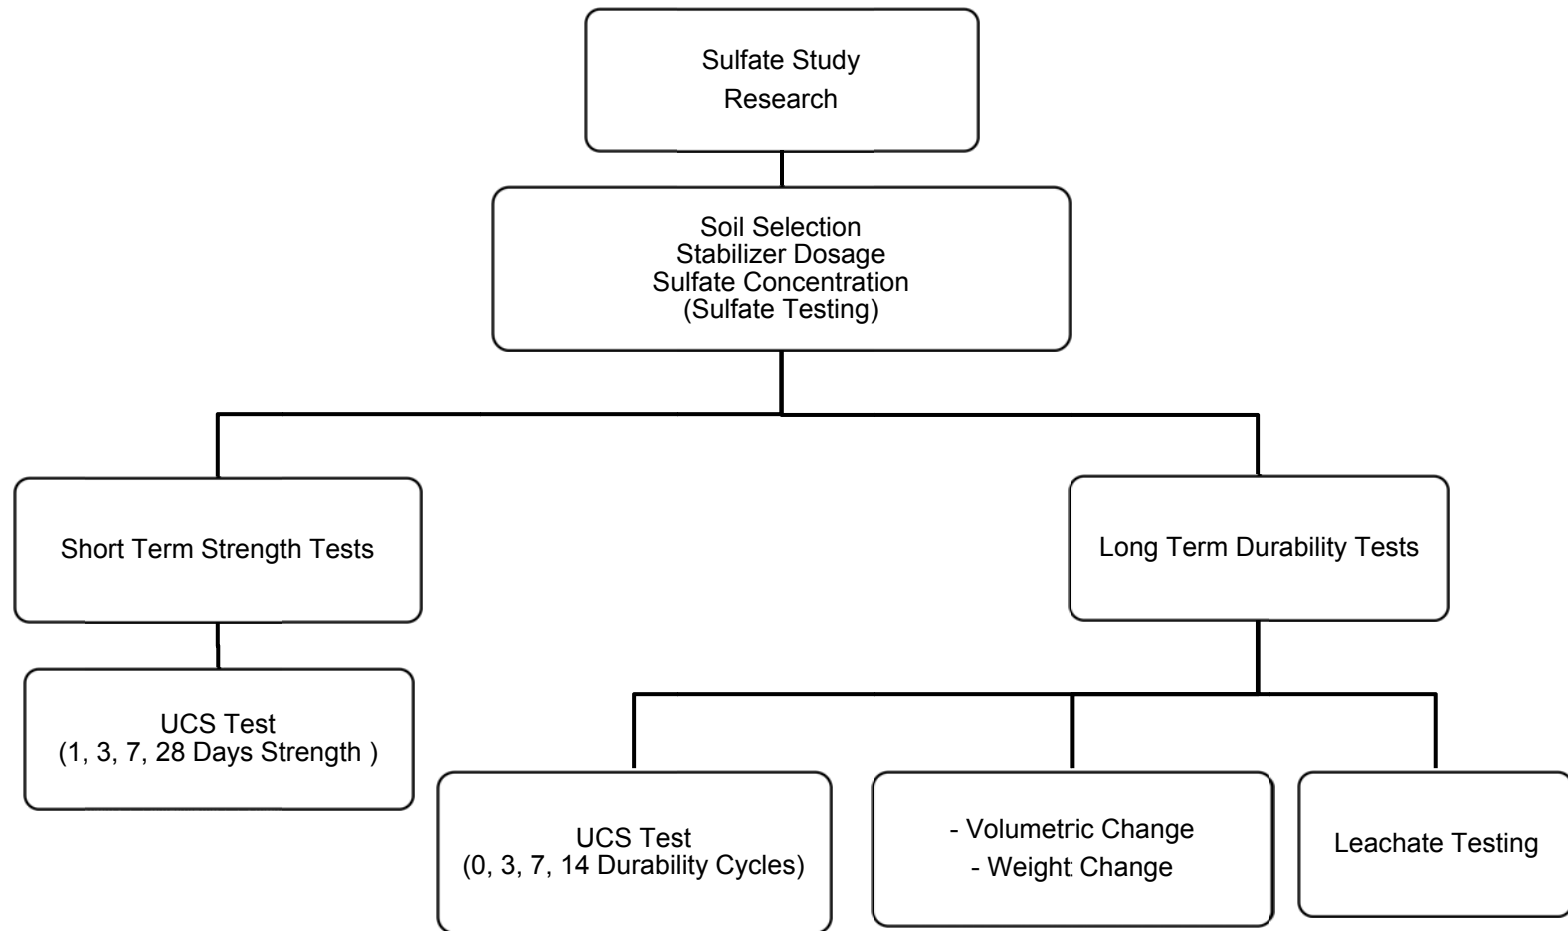 Sulfate Study
Research
Soil Selection
Stabilizer Dosage
Sulfate Concentration
(Sulfate Testing)
Short Term Strength Tests
Long Term Durability Tests
UCS Test
(1, 3, 7, 28 Days Strength )
UCS Test
(0, 3, 7, 14 Durability Cycles)
- Volumetric Change
- Weight Change
Leachate Testing